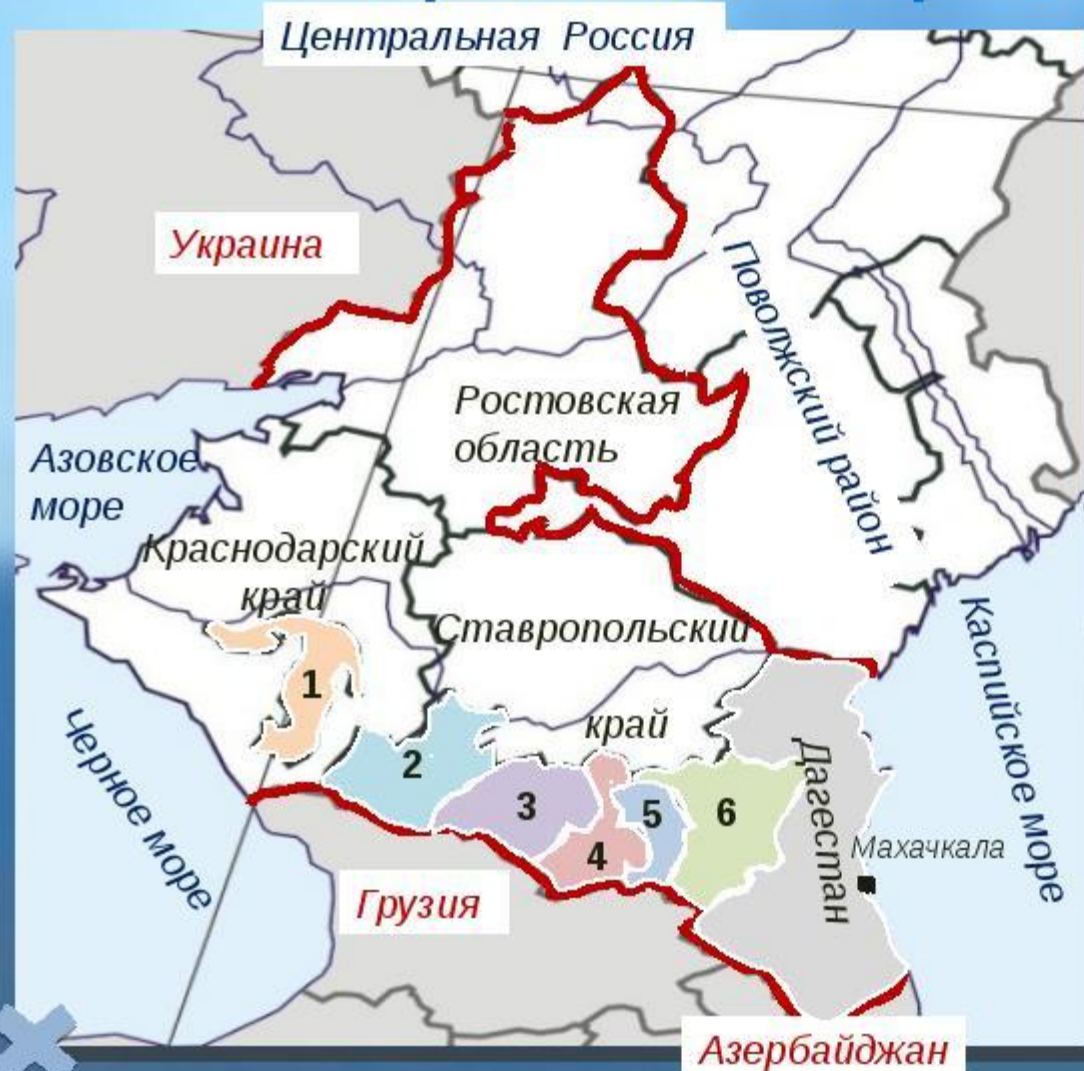 Центральная Россия
Украина
Поволжский район
Ростовская
область
Азовское
море
Краснодарский
край
Ставропольский
край
Каспийское море
Черное море
1
2
3
4
5
6
Дагестан
Махачкала
Грузия
Азербайджан